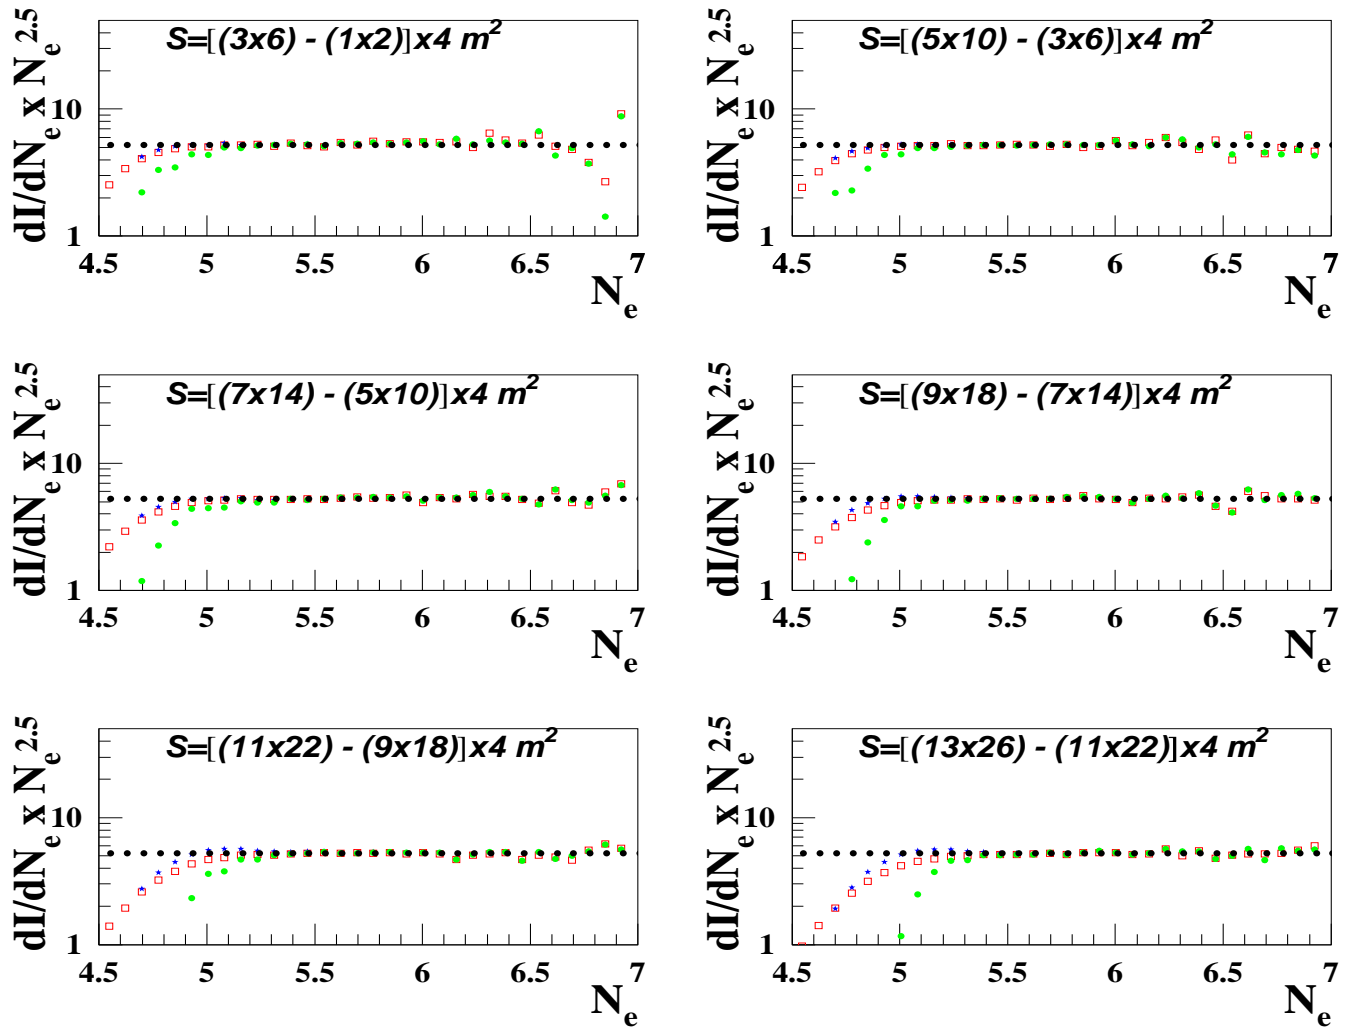 S=[(3x6) - (1x2)]x4 m²
dI/dNₑ x Nₑ²·⁵
10
1
4.5 5 5.5 6 6.5 7
Nₑ
S=[(5x10) - (3x6)]x4 m²
dI/dNₑ x Nₑ²·⁵
10
1
4.5 5 5.5 6 6.5 7
Nₑ
S=[(7x14) - (5x10)]x4 m²
dI/dNₑ x Nₑ²·⁵
10
1
4.5 5 5.5 6 6.5 7
Nₑ
S=[(9x18) - (7x14)]x4 m²
dI/dNₑ x Nₑ²·⁵
10
1
4.5 5 5.5 6 6.5 7
Nₑ
S=[(11x22) - (9x18)]x4 m²
dI/dNₑ x Nₑ²·⁵
10
1
4.5 5 5.5 6 6.5 7
Nₑ
S=[(13x26) - (11x22)]x4 m²
dI/dNₑ x Nₑ²·⁵
10
1
4.5 5 5.5 6 6.5 7
Nₑ